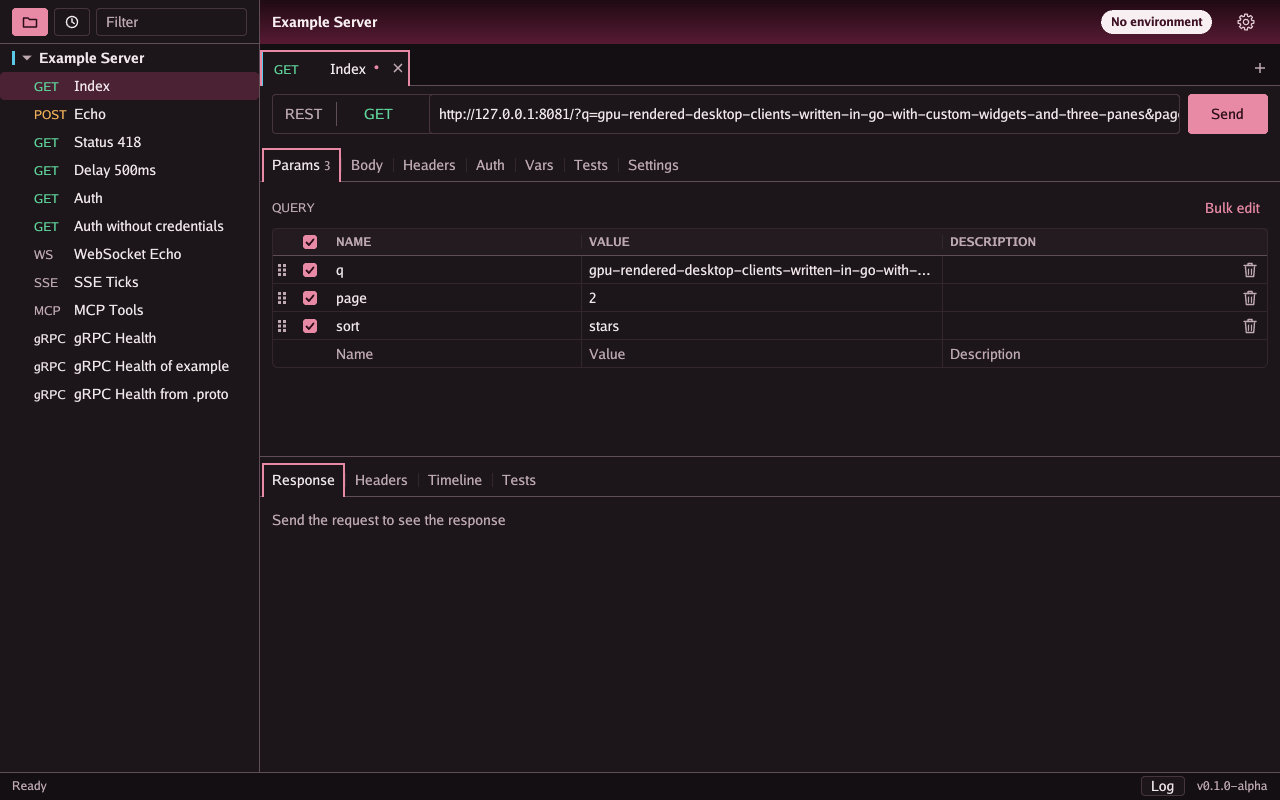 Filter
Example Server
No environment
Example Server
GET Index
POST Echo
GET Status 418
GET Delay 500ms
GET Auth
GET Auth without credentials
WS WebSocket Echo
SSE SSE Ticks
MCP MCP Tools
gRPC gRPC Health
gRPC gRPC Health of example
gRPC gRPC Health from .proto
GET Index
REST GET http://127.0.0.1:8081/?q=gpu-rendered-desktop-clients-written-in-go-with-custom-widgets-and-three-panes&pag Send
Params 3 Body Headers Auth Vars Tests Settings
QUERY Bulk edit
NAME VALUE DESCRIPTION
q gpu-rendered-desktop-clients-written-in-go-with-...
page 2
sort stars
Name Value Description
Response Headers Timeline Tests
Send the request to see the response
Ready Log v0.1.0-alpha